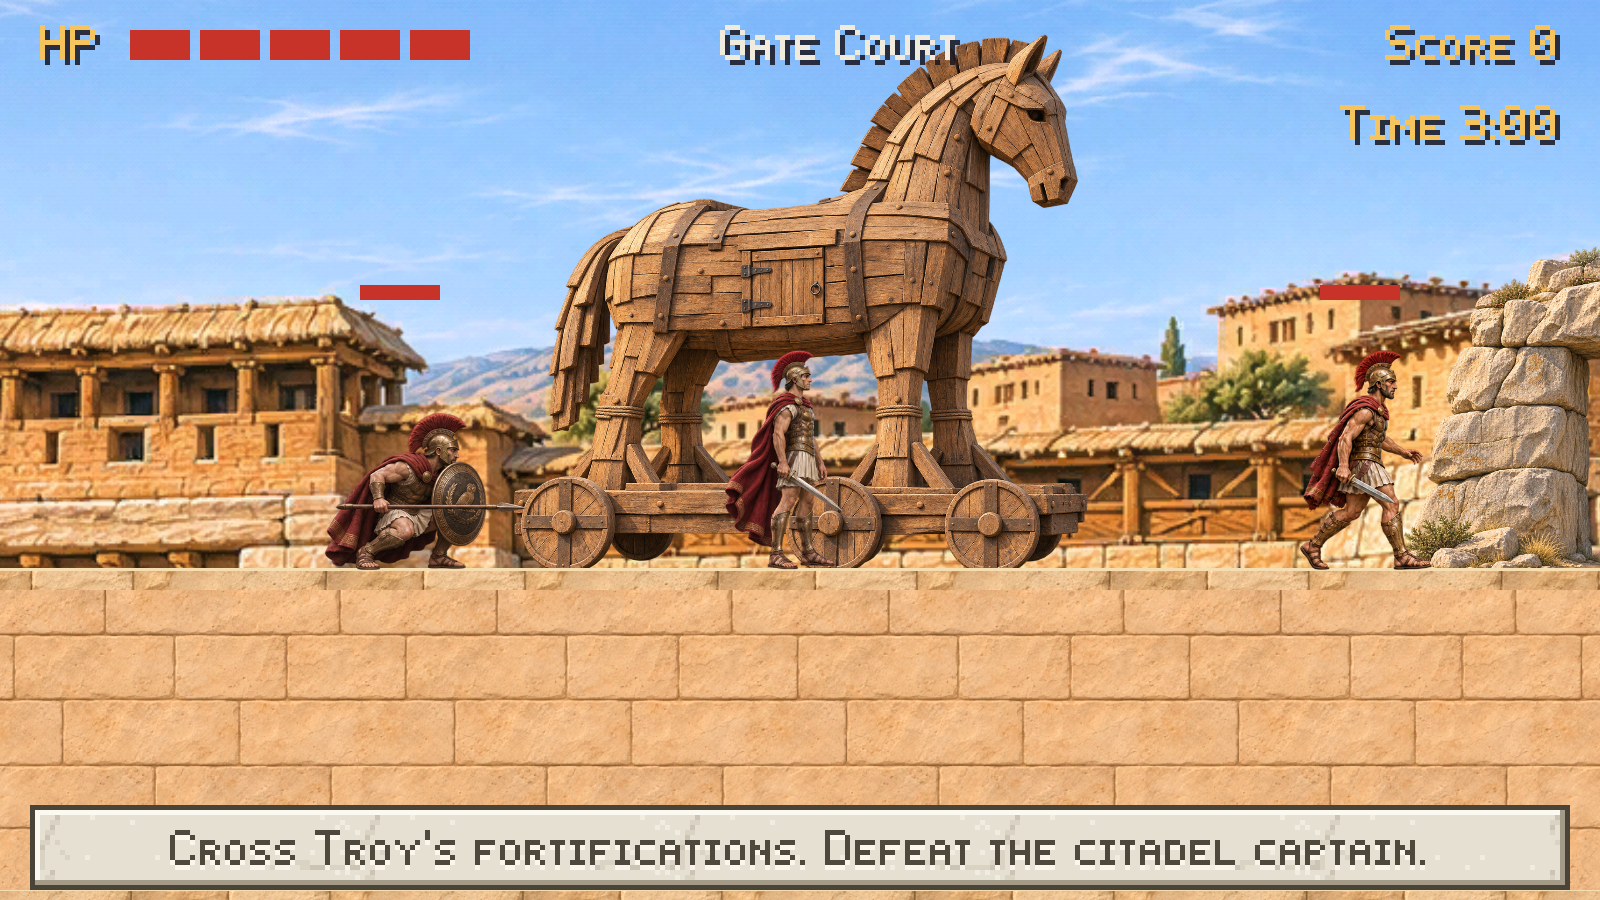 HP
Gate Court
Score 0
Time 3:00
Cross Troy's fortifications. Defeat the citadel captain.